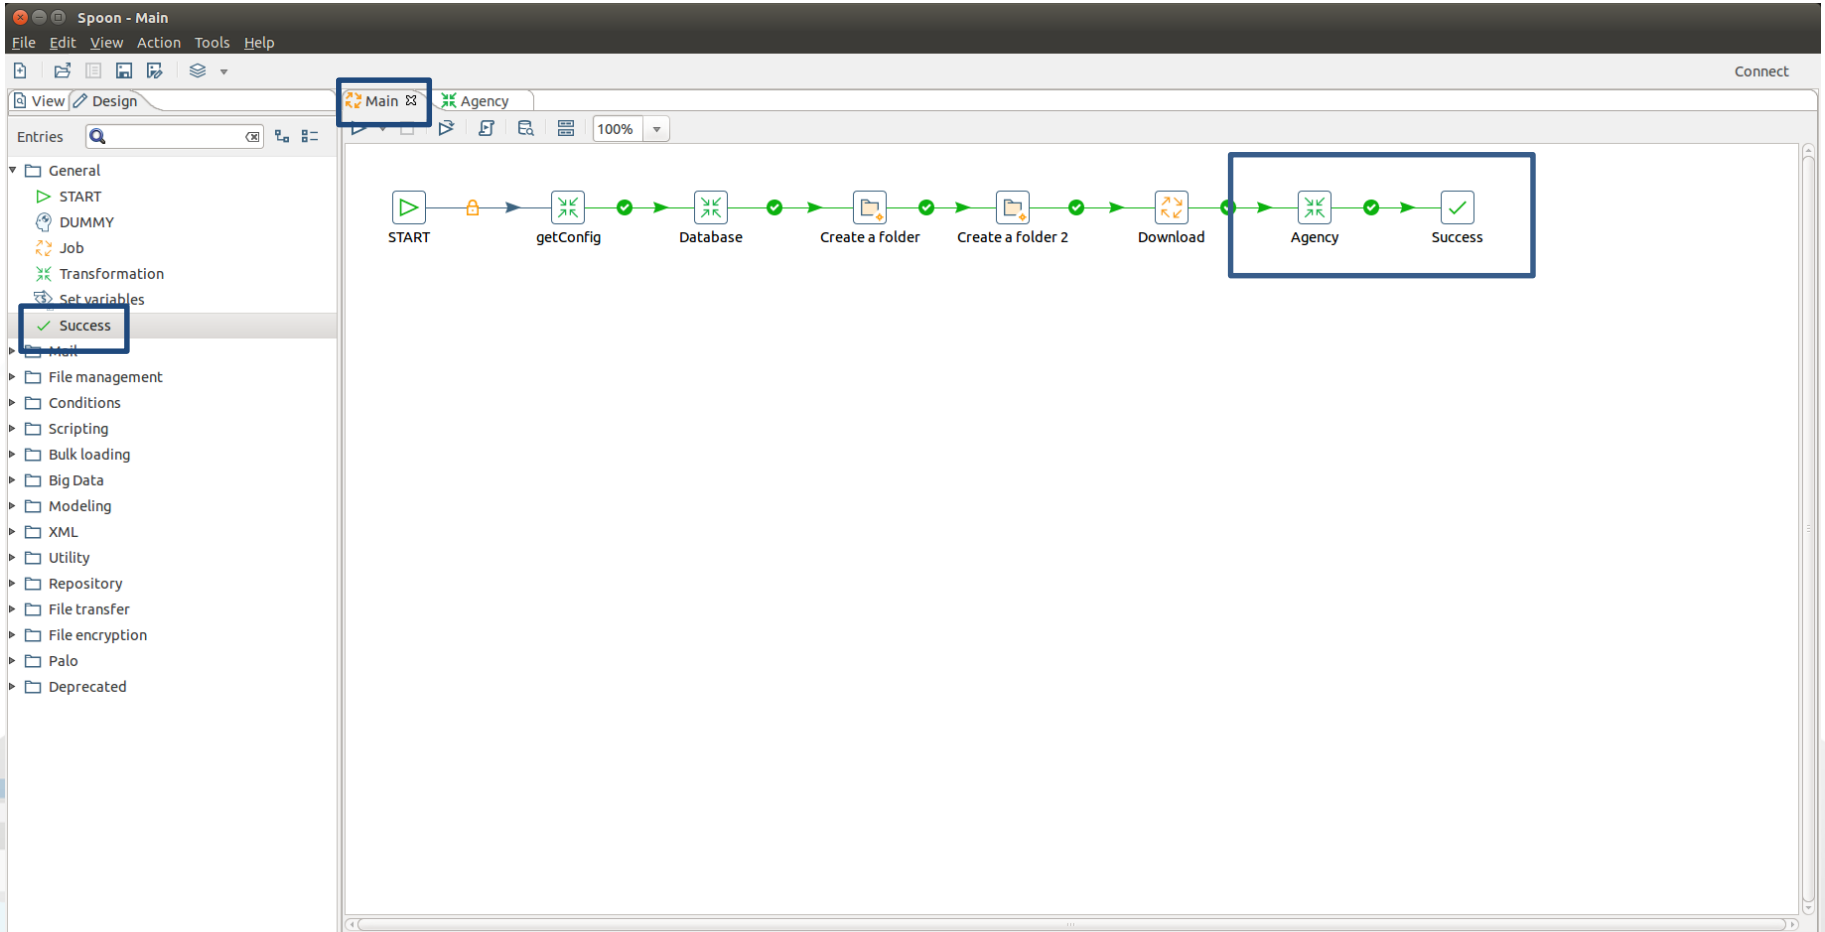 Spoon - Main
File Edit View Action Tools Help
Connect
View Design
Main Agency
Entries
100%
General
START
DUMMY
Job
Transformation
Set variables
Success
Mail
File management
Conditions
Scripting
Bulk loading
Big Data
Modeling
XML
Utility
Repository
File transfer
File encryption
Palo
Deprecated
START getConfig Database Create a folder Create a folder 2 Download Agency Success